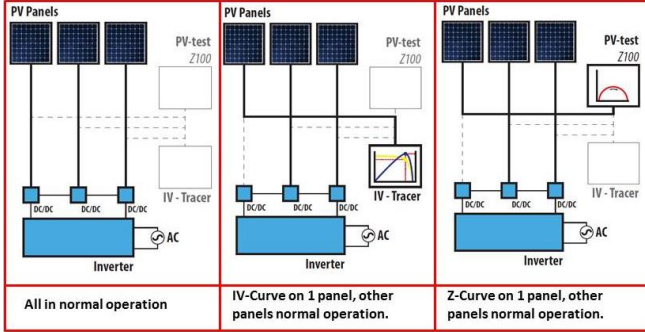 PV Panels
PV-test
Z100
IV - Tracer
DC/DC
DC/DC
DC/DC
AC
Inverter
All in normal operation
PV Panels
PV-test
Z100
IV - Tracer
DC/DC
DC/DC
DC/DC
AC
Inverter
IV-Curve on 1 panel, other
panels normal operation.
PV Panels
PV-test
Z100
IV - Tracer
DC/DC
DC/DC
DC/DC
AC
Inverter
Z-Curve on 1 panel, other
panels normal operation.